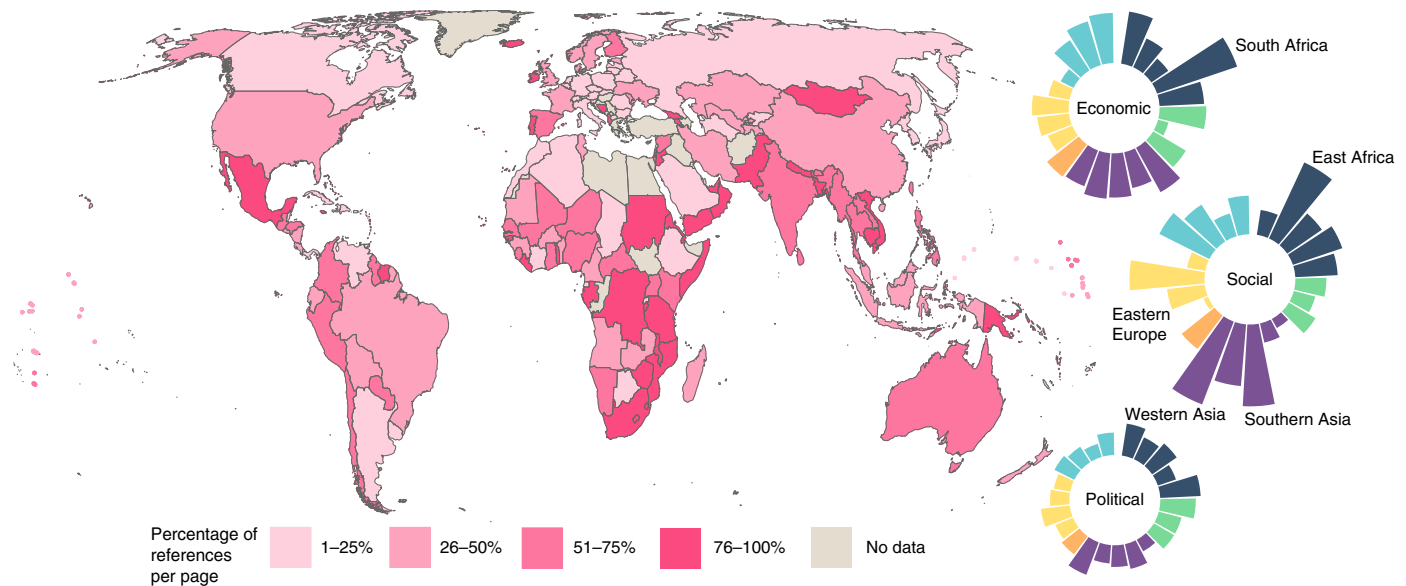 South Africa
Economic
East Africa
Social
Eastern
Europe
Western Asia
Southern Asia
Political
Percentage of
references
per page
1–25%
26–50%
51–75%
76–100%
No data